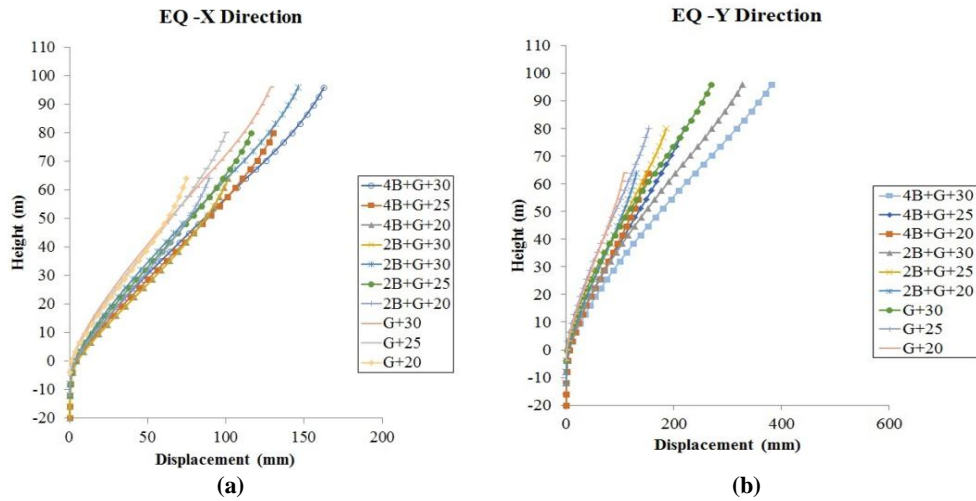 EQ -X Direction
110
100
90
80
70
60
50
40
30
20
10
0
-10
-20
Height (m)
0 50 100 150 200
Displacement (mm)
4B+G+30
4B+G+25
4B+G+20
2B+G+30
2B+G+30
2B+G+25
2B+G+20
G+30
G+25
G+20
(a)
EQ -Y Direction
110
100
90
80
70
60
50
40
30
20
10
0
-10
-20
Height (m)
0 200 400 600
Displacement (mm)
4B+G+30
4B+G+25
4B+G+20
2B+G+30
2B+G+25
2B+G+20
G+30
G+25
G+20
(b)